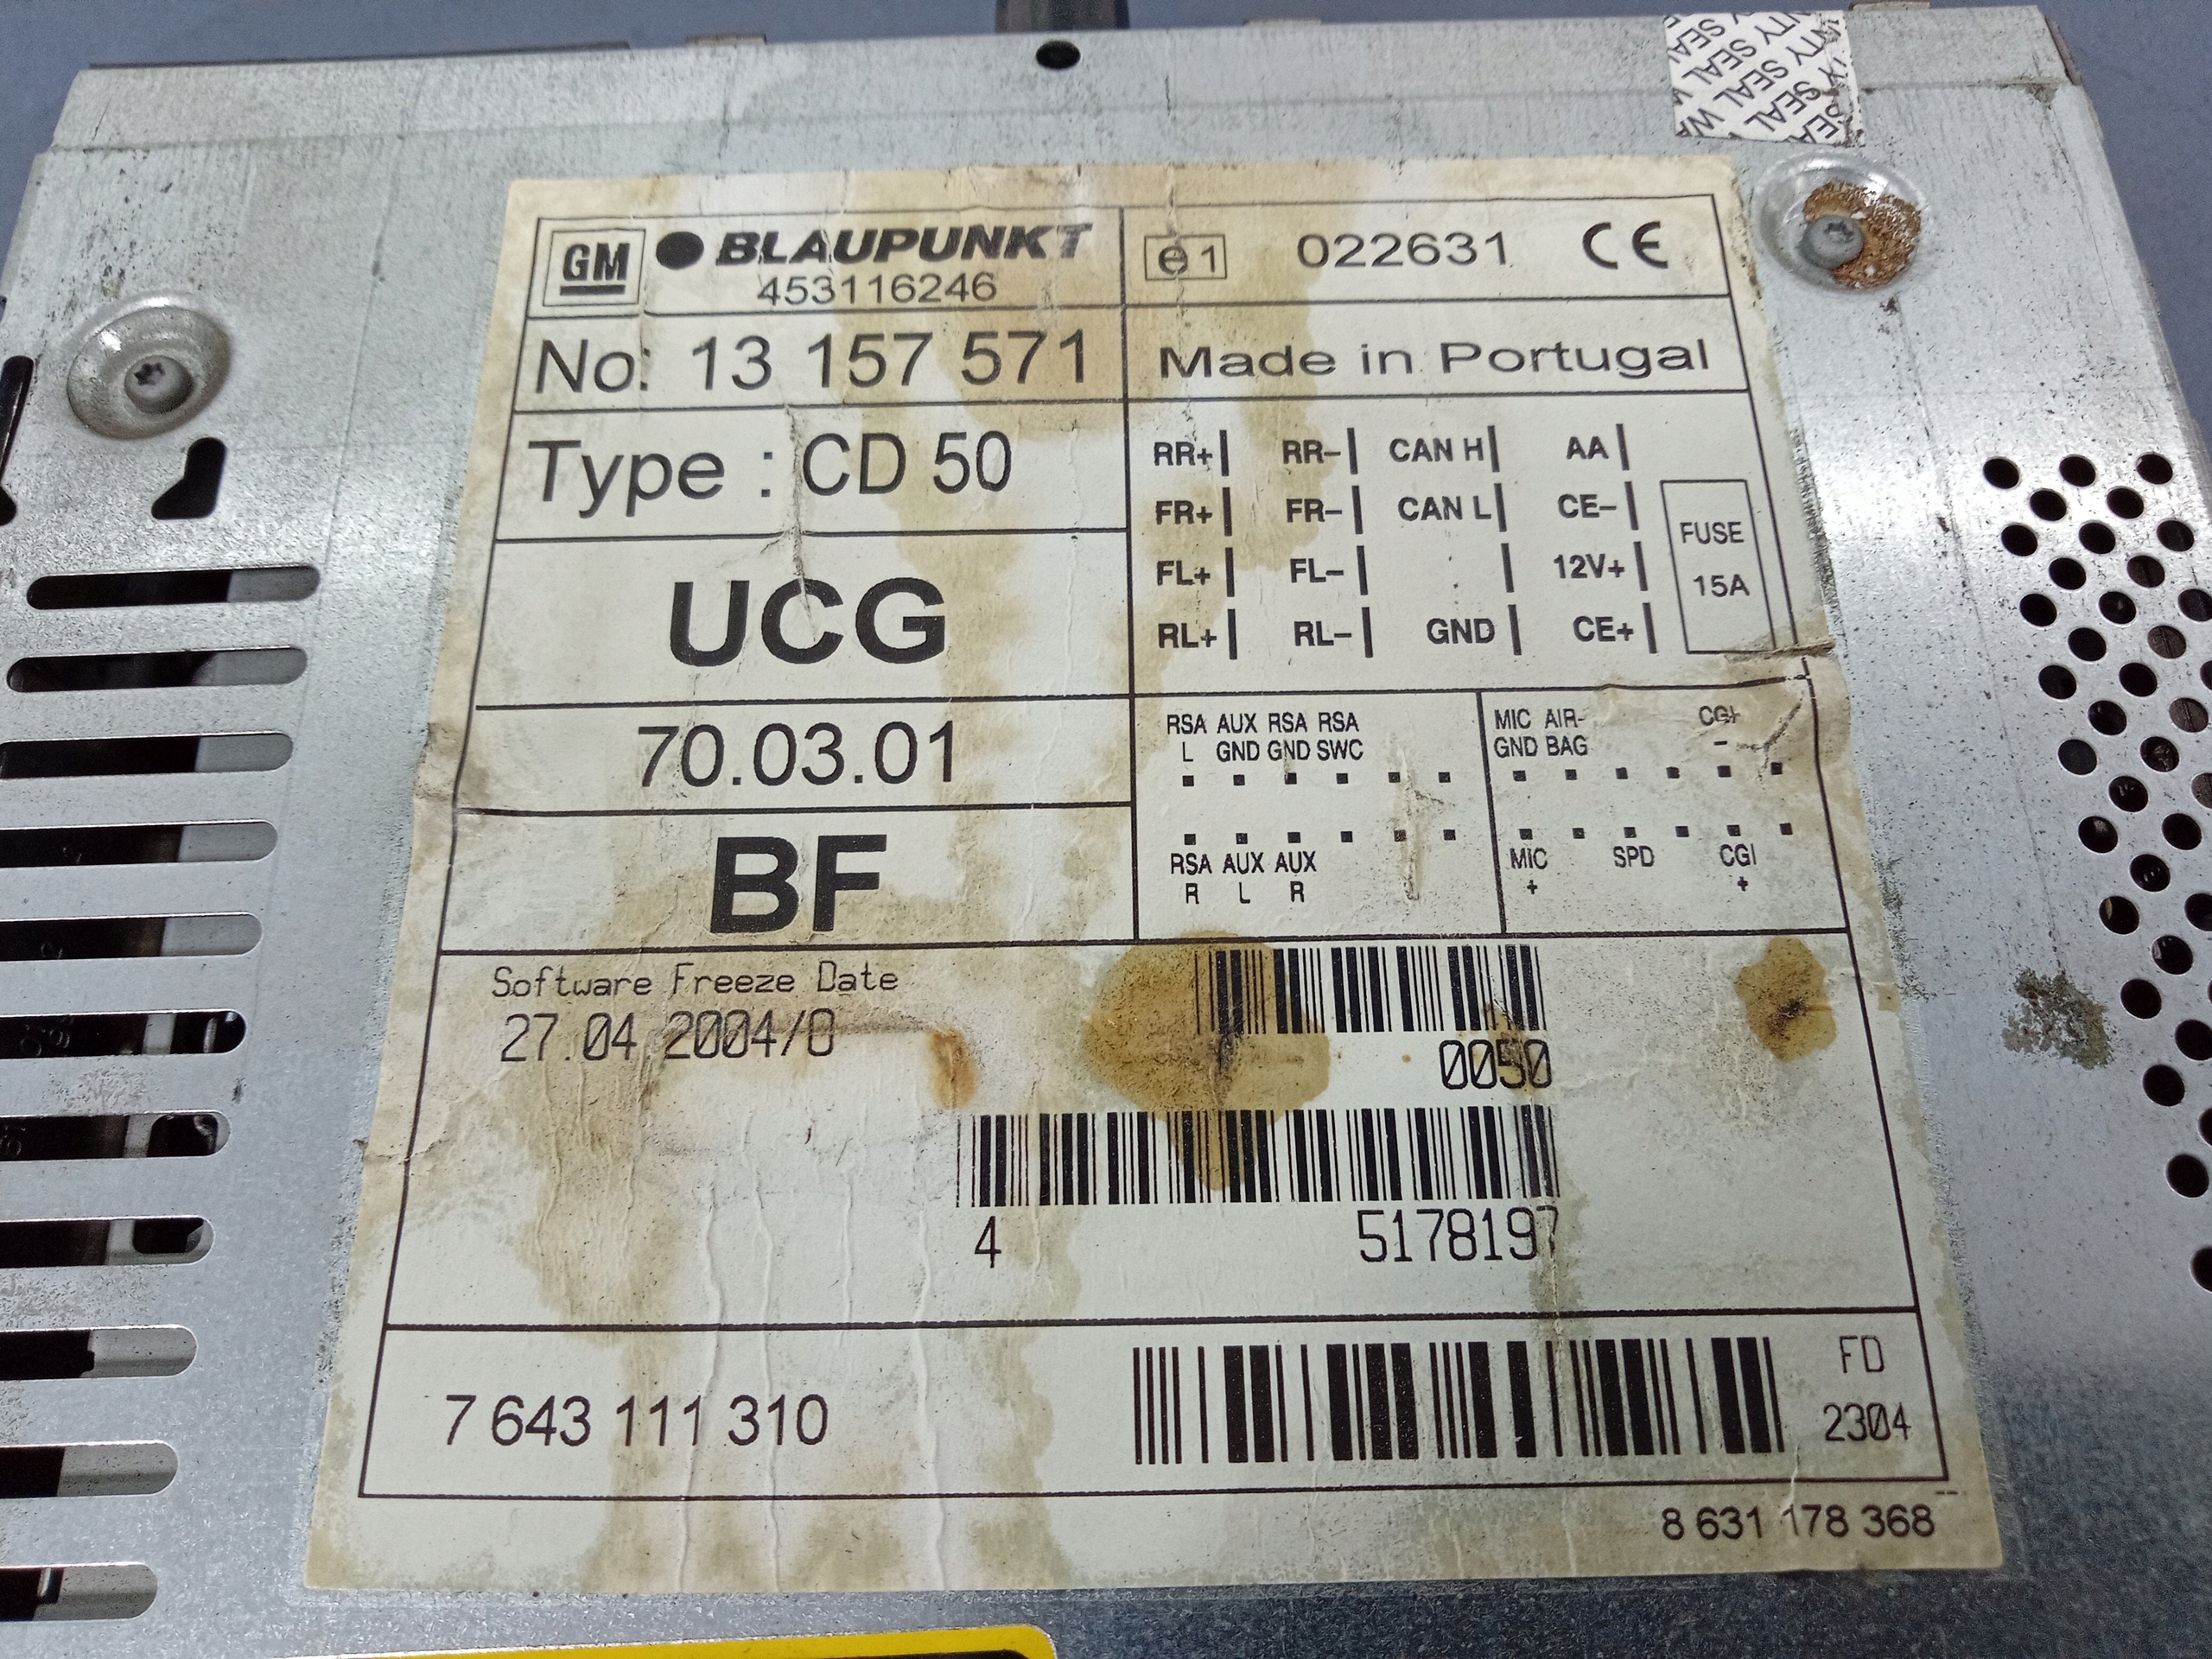 WARRANTY SEAL
GM BLAUPUNKT
453116246
e1 022631 CE
No: 13 157 571
Made in Portugal
Type : CD 50
RR+ RR- CAN H AA
FR+ FR- CAN L CE-
FL+ FL- 12V+
RL+ RL- GND CE+
FUSE
15A
UCG
70.03.01
BF
RSA AUX RSA RSA
L GND GND SWC
RSA AUX AUX
R L R
MIC AIR- CGI
GND BAG -
MIC SPD CGI
+ +
Software Freeze Date
27.04.2004/0
0050
4 5178197
7 643 111 310
FD
2304
8 631 178 368